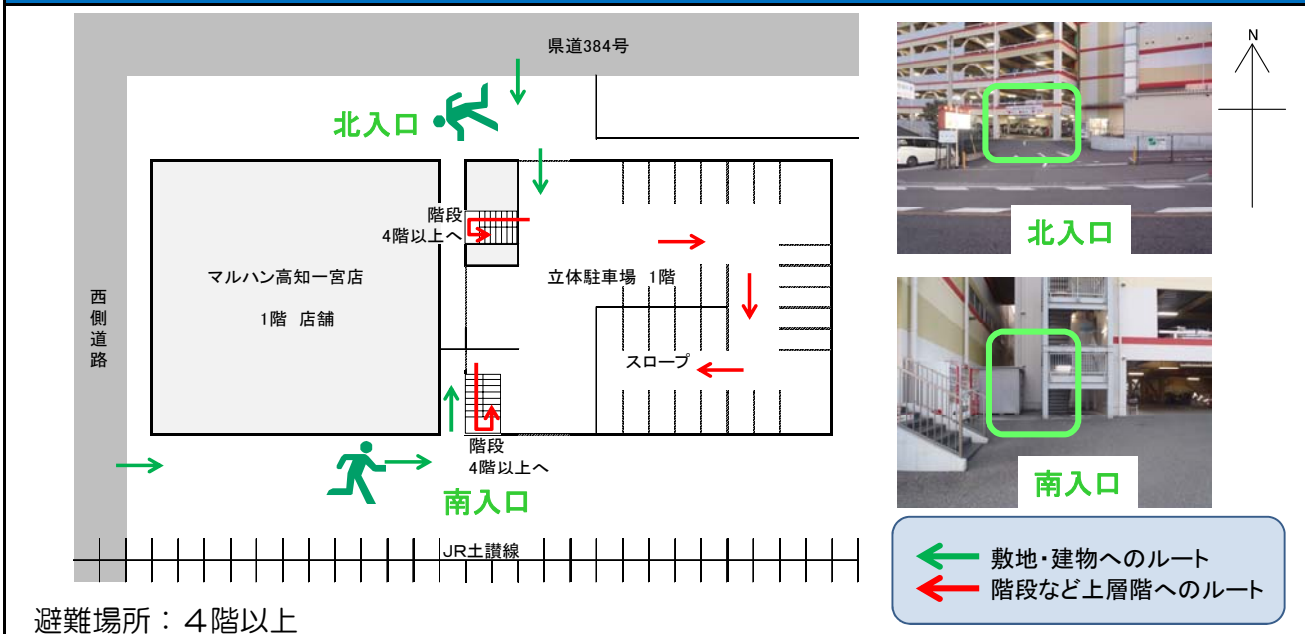 県道384号
N
北入口
階段
4階以上へ
北入口
マルハン高知一宮店
1階 店舗
立体駐車場 1階
西側道路
スロープ
階段
4階以上へ
南入口
南入口
JR土讃線
敷地・建物へのルート
階段など上層階へのルート
避難場所：４階以上